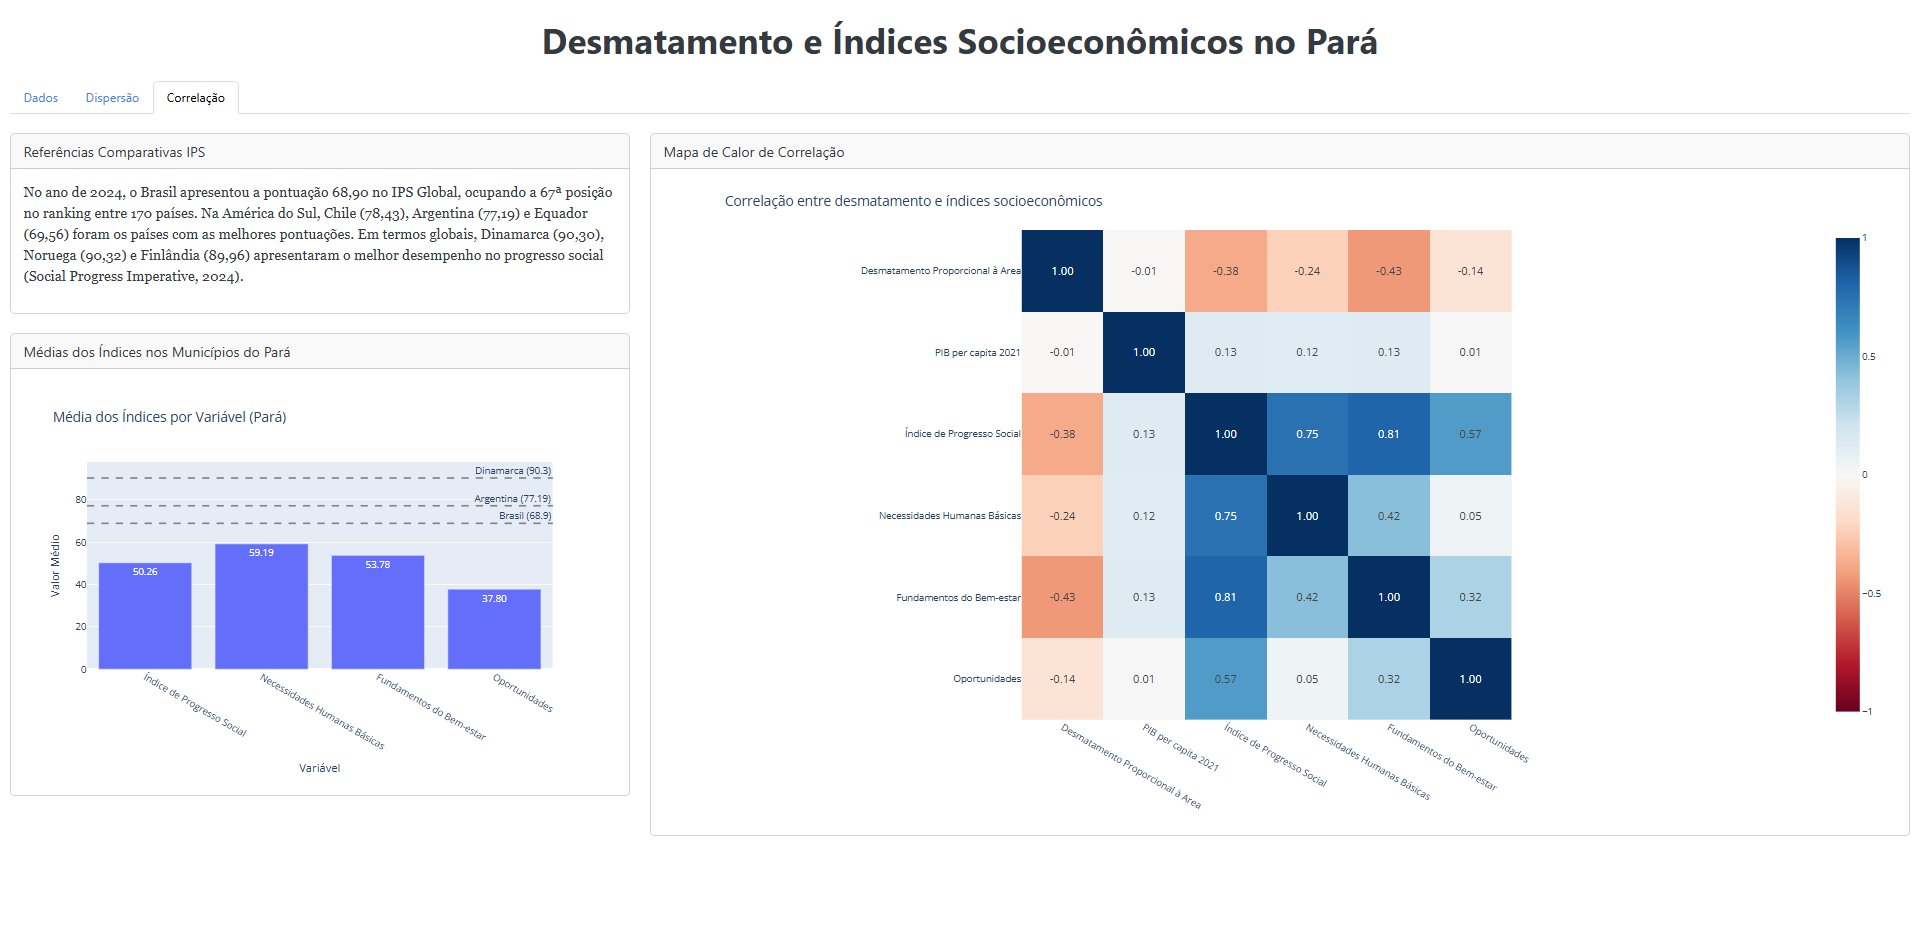 Desmatamento e Índices Socioeconômicos no Pará
Dados
Dispersão
Correlação
Referências Comparativas IPS
No ano de 2024, o Brasil apresentou a pontuação 68,90 no IPS Global, ocupando a 67ª posição
no ranking entre 170 países. Na América do Sul, Chile (78,43), Argentina (77,19) e Equador
(69,56) foram os países com as melhores pontuações. Em termos globais, Dinamarca (90,30),
Noruega (90,32) e Finlândia (89,96) apresentaram o melhor desempenho no progresso social
(Social Progress Imperative, 2024).
Médias dos Índices nos Municípios do Pará
Média dos Índices por Variável (Pará)
Dinamarca (90.3)
Argentina (77.19)
Brasil (68.9)
80
60
40
20
0
Valor Médio
50.26
59.19
53.78
37.80
Índice de Progresso Social
Necessidades Humanas Básicas
Fundamentos do Bem-estar
Oportunidades
Variável
Mapa de Calor de Correlação
Correlação entre desmatamento e índices socioeconômicos
Desmatamento Proporcional à Area 1.00 -0.01 -0.38 -0.24 -0.43 -0.14
PIB per capita 2021 -0.01 1.00 0.13 0.12 0.13 0.01
Índice de Progresso Social -0.38 0.13 1.00 0.75 0.81 0.57
Necessidades Humanas Básicas -0.24 0.12 0.75 1.00 0.42 0.05
Fundamentos do Bem-estar -0.43 0.13 0.81 0.42 1.00 0.32
Oportunidades -0.14 0.01 0.57 0.05 0.32 1.00
Desmatamento Proporcional à Area
PIB per capita 2021
Índice de Progresso Social
Necessidades Humanas Básicas
Fundamentos do Bem-estar
Oportunidades
1
0.5
0
−0.5
−1